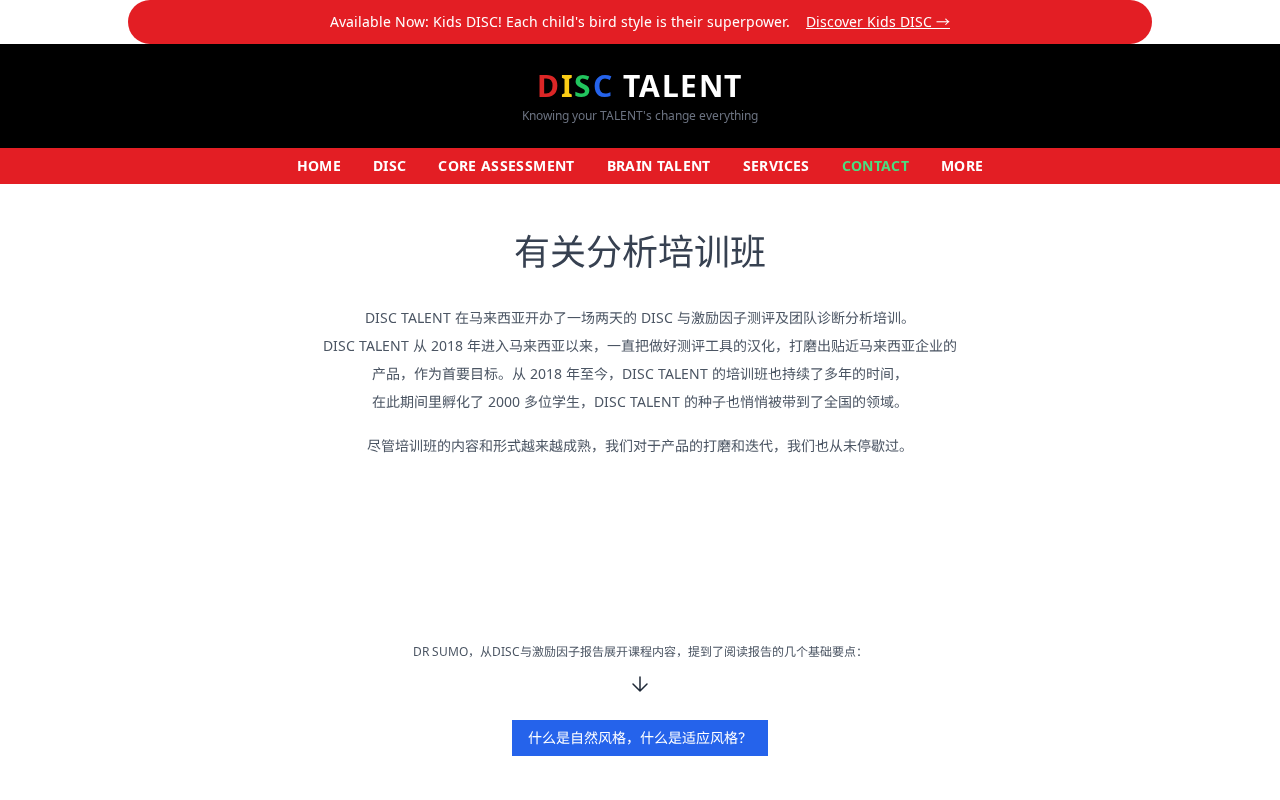 Available Now: Kids DISC! Each child's bird style is their superpower. Discover Kids DISC →
DISC TALENT
Knowing your TALENT's change everything
HOME DISC CORE ASSESSMENT BRAIN TALENT SERVICES CONTACT MORE
有关分析培训班
DISC TALENT 在马来西亚开办了一场两天的 DISC 与激励因子测评及团队诊断分析培训。
DISC TALENT 从 2018 年进入马来西亚以来，一直把做好测评工具的汉化，打磨出贴近马来西亚企业的
产品，作为首要目标。从 2018 年至今，DISC TALENT 的培训班也持续了多年的时间，
在此期间里孵化了 2000 多位学生，DISC TALENT 的种子也悄悄被带到了全国的领域。
尽管培训班的内容和形式越来越成熟，我们对于产品的打磨和迭代，我们也从未停歇过。
DR SUMO，从DISC与激励因子报告展开课程内容，提到了阅读报告的几个基础要点：
什么是自然风格，什么是适应风格？